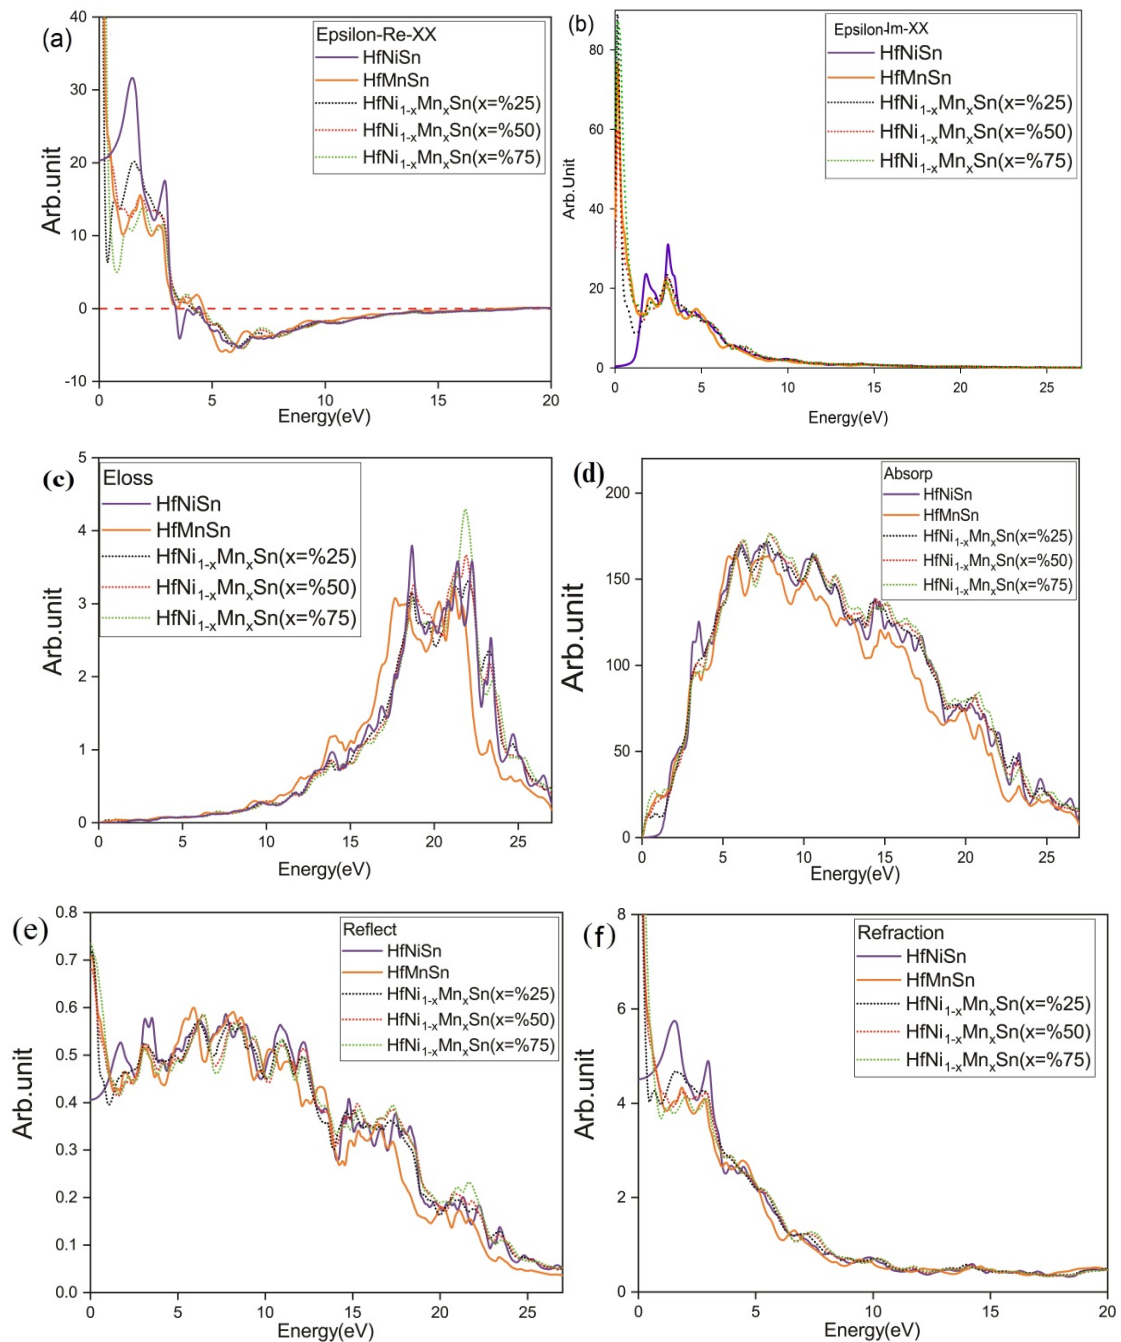 (a)
Epsilon-Re-XX
HfNiSn
HfMnSn
HfNi1-xMnxSn(x=%25)
HfNi1-xMnxSn(x=%50)
HfNi1-xMnxSn(x=%75)
40
30
20
10
0
-10
Arb.unit
0 5 10 15 20
Energy(eV)
(b)
Epsilon-Im-XX
HfNiSn
HfMnSn
HfNi1-xMnxSn(x=%25)
HfNi1-xMnxSn(x=%50)
HfNi1-xMnxSn(x=%75)
80
60
40
20
0
Arb.Unit
0 5 10 15 20 25
Energy(eV)
(c)
Eloss
HfNiSn
HfMnSn
HfNi1-xMnxSn(x=%25)
HfNi1-xMnxSn(x=%50)
HfNi1-xMnxSn(x=%75)
5
4
3
2
1
0
Arb.unit
0 5 10 15 20 25
Energy(eV)
(d)
Absorp
HfNiSn
HfMnSn
HfNi1-xMnxSn(x=%25)
HfNi1-xMnxSn(x=%50)
HfNi1-xMnxSn(x=%75)
200
150
100
50
0
Arb.unit
0 5 10 15 20 25
Energy(eV)
(e)
Reflect
HfNiSn
HfMnSn
HfNi1-xMnxSn(x=%25)
HfNi1-xMnxSn(x=%50)
HfNi1-xMnxSn(x=%75)
0.8
0.7
0.6
0.5
0.4
0.3
0.2
0.1
0.0
Arb.unit
0 5 10 15 20 25
Energy(eV)
(f)
Refraction
HfNiSn
HfMnSn
HfNi1-xMnxSn(x=%25)
HfNi1-xMnxSn(x=%50)
HfNi1-xMnxSn(x=%75)
8
6
4
2
0
Arb.unit
0 5 10 15 20
Energy(eV)